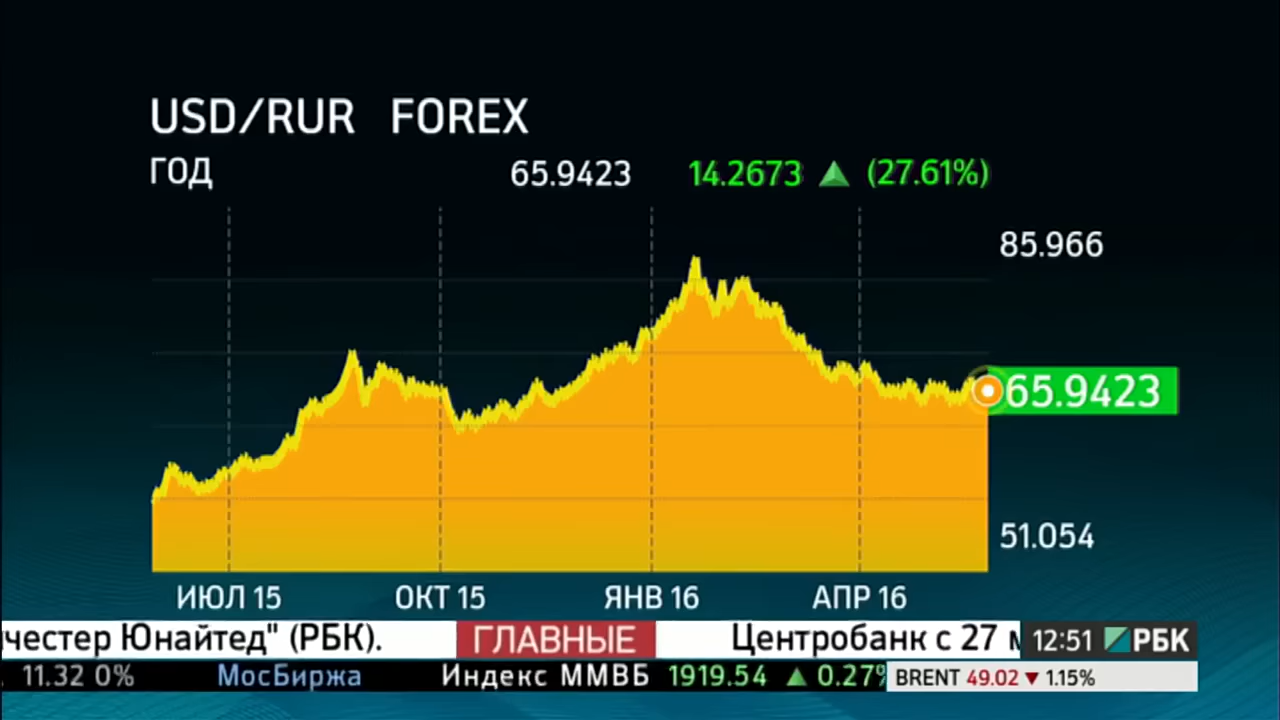 USD/RUR FOREX
ГОД 65.9423 14.2673 ▲ (27.61%)
85.966
65.9423
51.054
ИЮЛ 15 ОКТ 15 ЯНВ 16 АПР 16
честер Юнайтед" (РБК). ГЛАВНЫЕ Центробанк с 27 12:51 РБК
11.32 0% МосБиржа Индекс ММВБ 1919.54 ▲ 0.27% BRENT 49.02 ▼ 1.15%